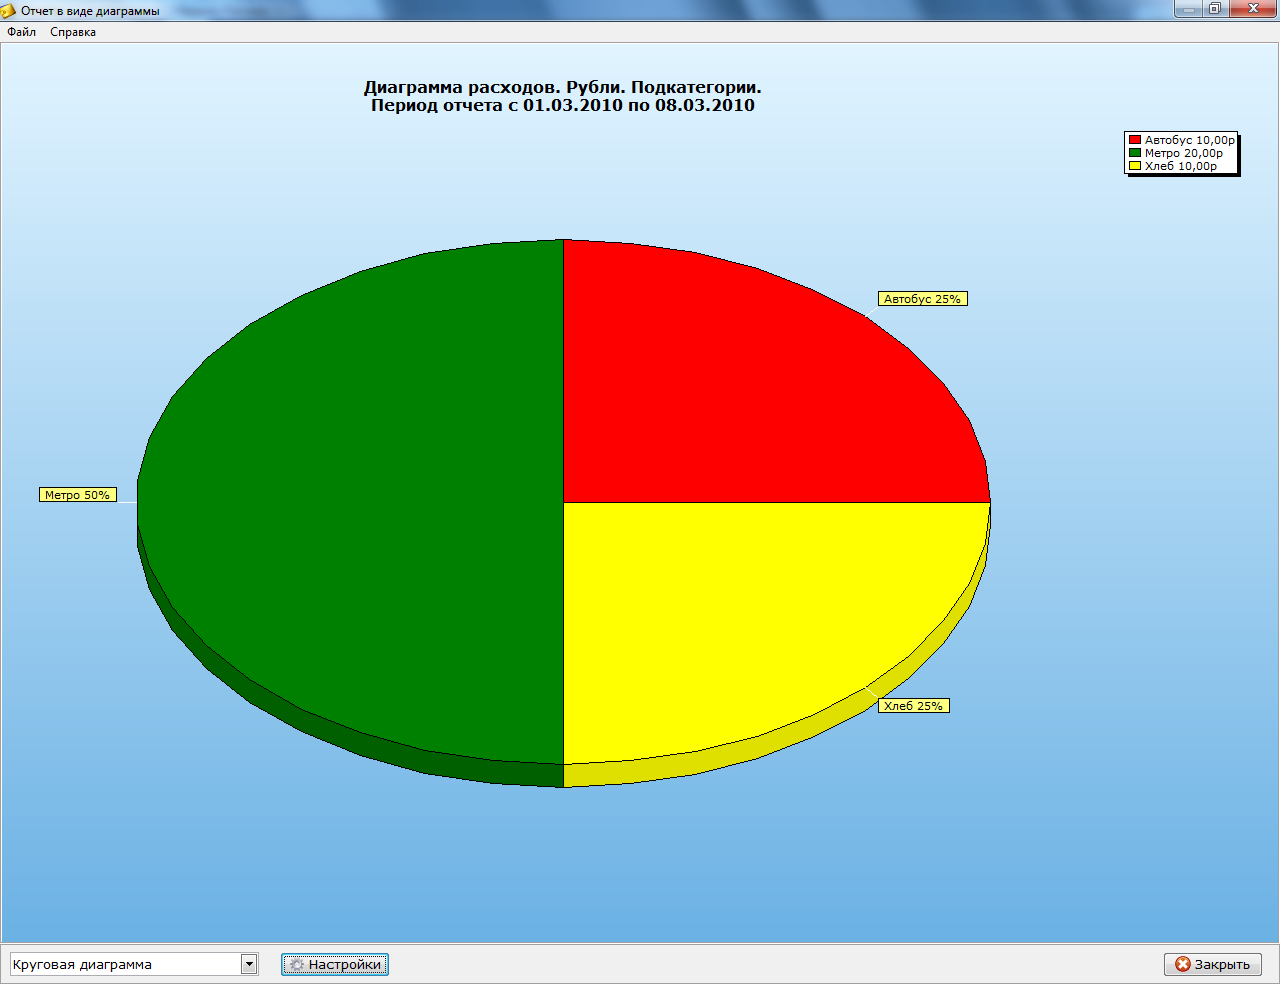 Отчет в виде диаграммы
Файл Справка
Диаграмма расходов. Рубли. Подкатегории.
Период отчета с 01.03.2010 по 08.03.2010
Автобус 10,00р
Метро 20,00р
Хлеб 10,00р
Автобус 25%
Метро 50%
Хлеб 25%
Круговая диаграмма Настройки Закрыть